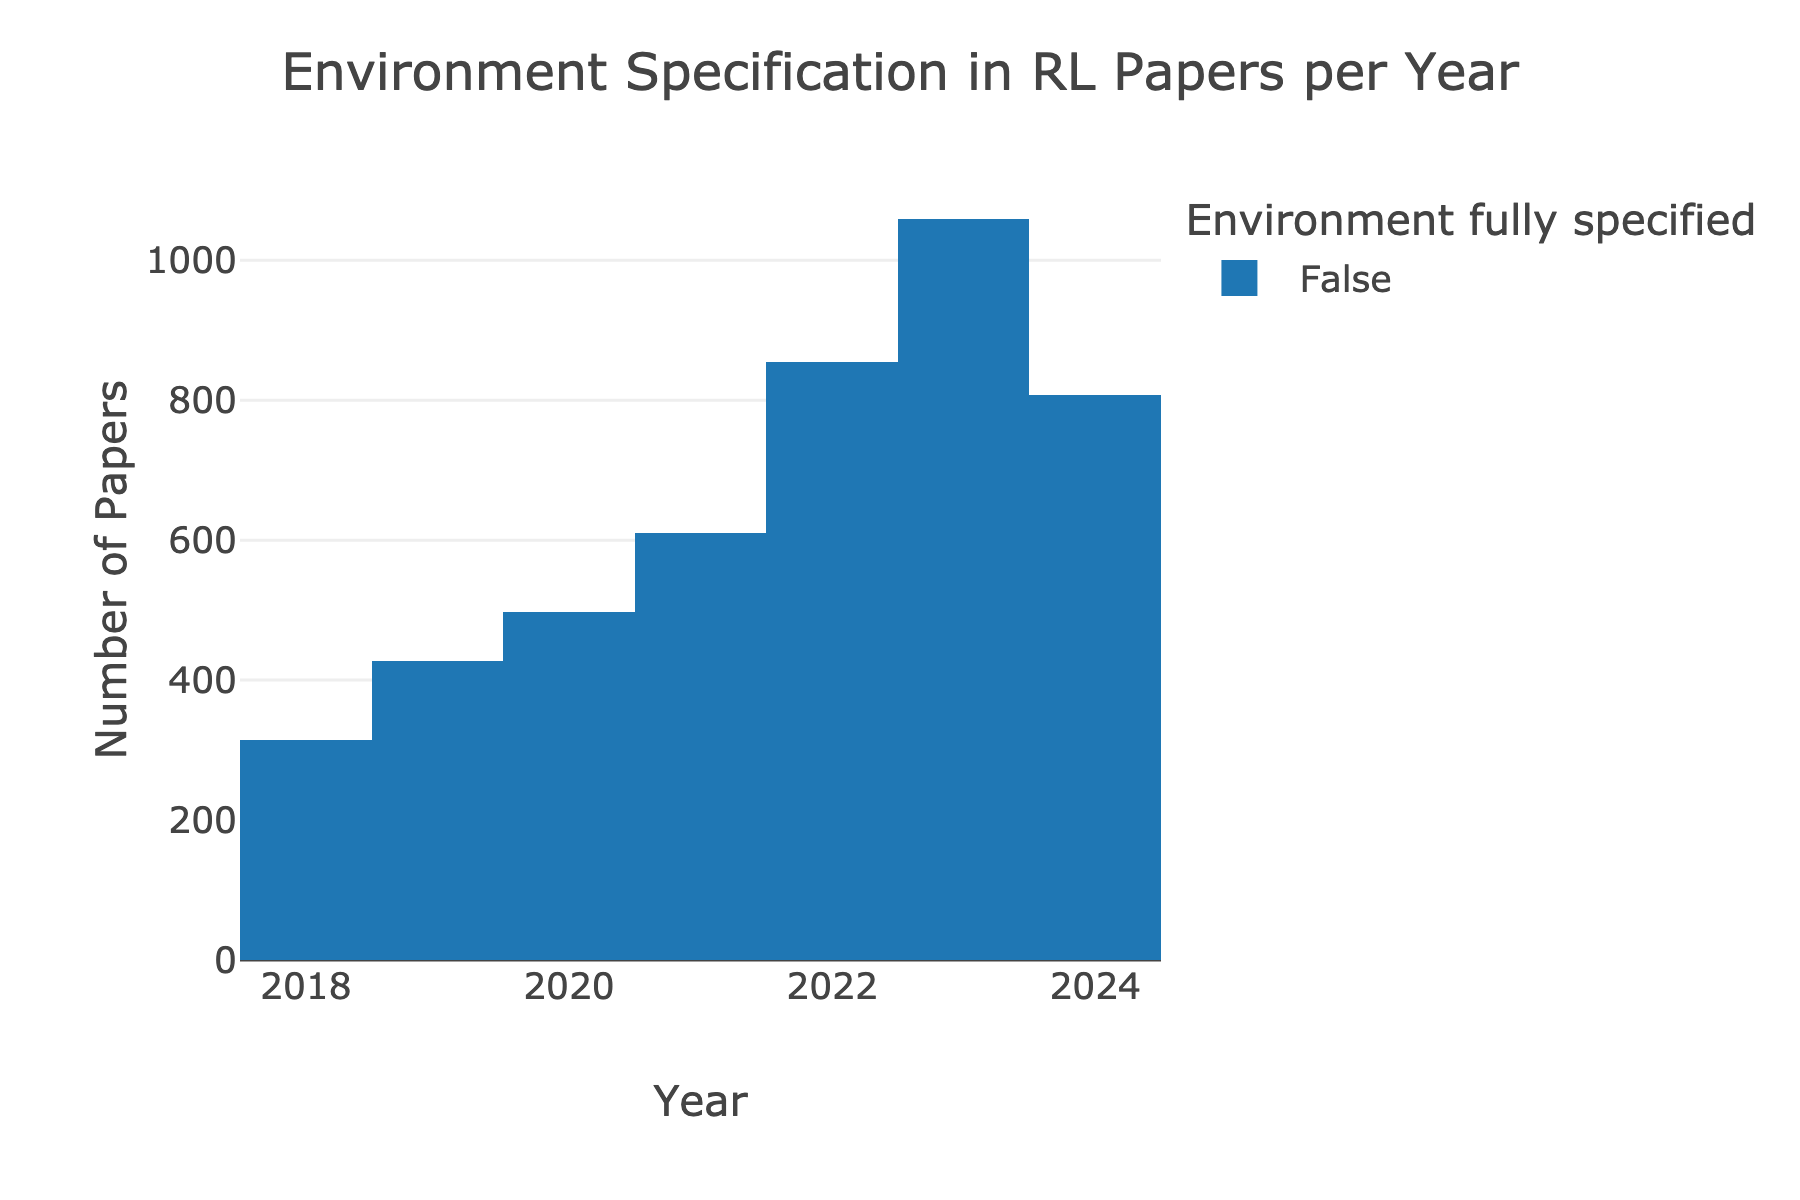 Environment Specification in RL Papers per Year
Environment fully specified
False
Number of Papers
1000
800
600
400
200
0
2018 2020 2022 2024
Year